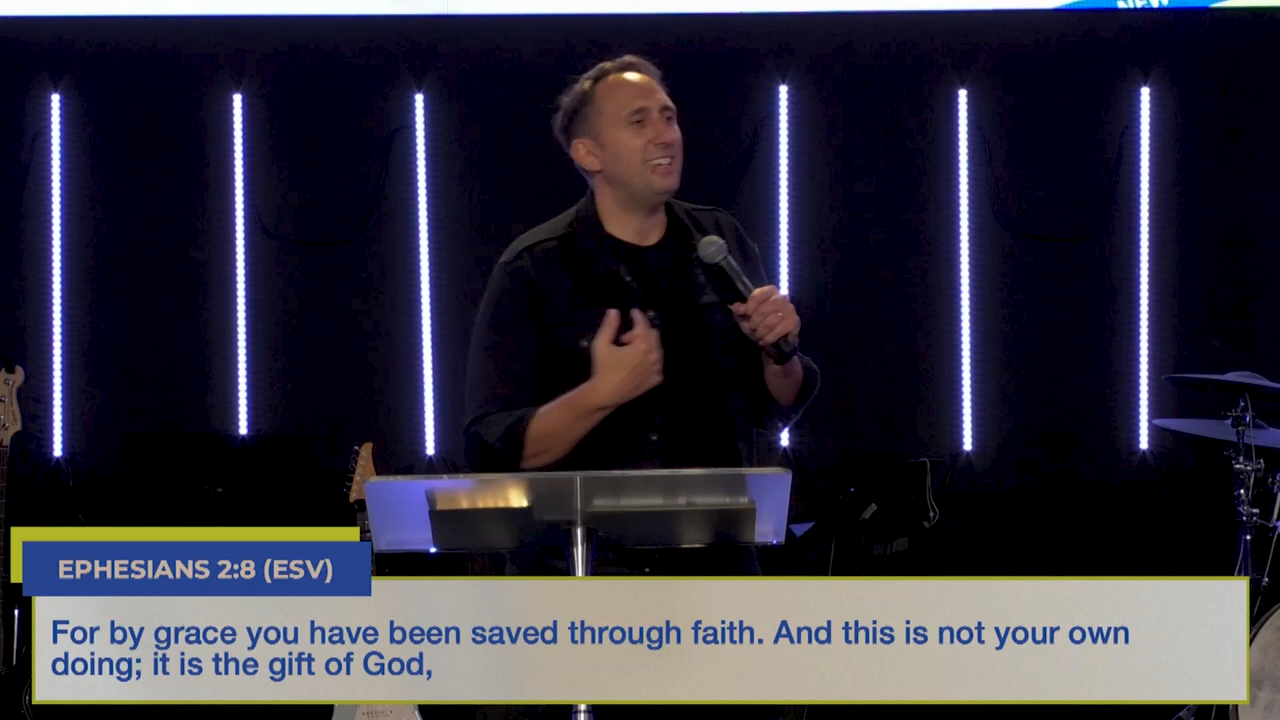 NEW
EPHESIANS 2:8 (ESV)
For by grace you have been saved through faith. And this is not your own
doing; it is the gift of God,